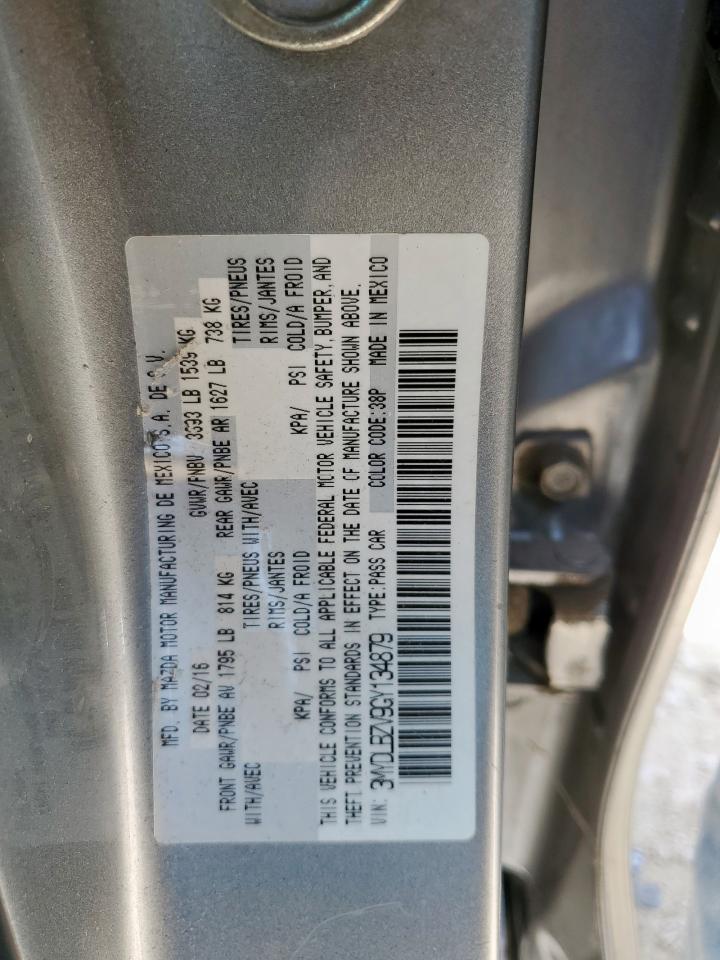 MFD. BY MAZDA MOTOR MANUFACTURING DE MEXICO S.A. DE C.V.
DATE 02/16 GVWR/PNBV 3393 LB 1539 KG
FRONT GAWR/PNBE AV 1795 LB 814 KG REAR GAWR/PNBE AR 1627 LB 738 KG
WITH/AVEC TIRES/PNEUS WITH/AVEC TIRES/PNEUS
RIMS/JANTES RIMS/JANTES
KPA/ PSI COLD/A FROID KPA/ PSI COLD/A FROID
THIS VEHICLE CONFORMS TO ALL APPLICABLE FEDERAL MOTOR VEHICLE SAFETY, BUMPER, AND
THEFT PREVENTION STANDARDS IN EFFECT ON THE DATE OF MANUFACTURE SHOWN ABOVE.
VIN: 3MYDLBZV9GY134879 TYPE:PASS CAR COLOR CODE:38P MADE IN MEXICO